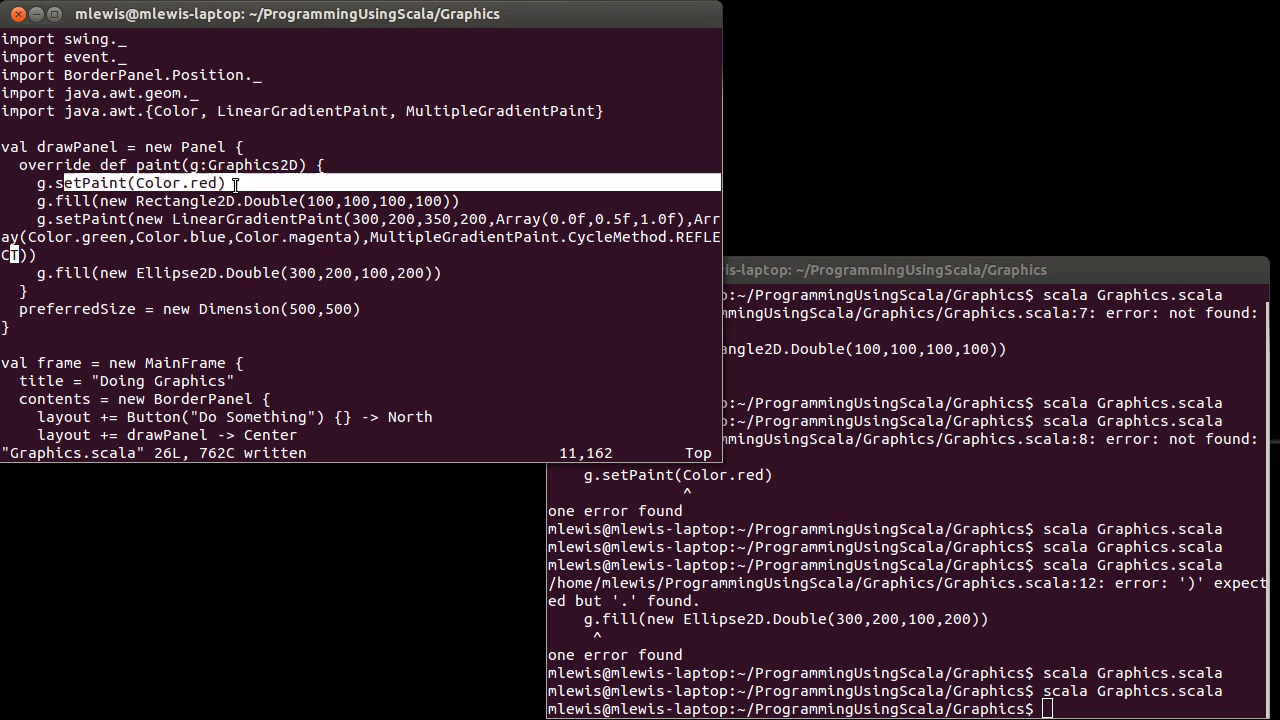 mlewis@mlewis-laptop: ~/ProgrammingUsingScala/Graphics
import swing._
import event._
import BorderPanel.Position._
import java.awt.geom._
import java.awt.{Color, LinearGradientPaint, MultipleGradientPaint}
val drawPanel = new Panel {
override def paint(g:Graphics2D) {
g.setPaint(Color.red)
g.fill(new Rectangle2D.Double(100,100,100,100))
g.setPaint(new LinearGradientPaint(300,200,350,200,Array(0.0f,0.5f,1.0f),Arr
ay(Color.green,Color.blue,Color.magenta),MultipleGradientPaint.CycleMethod.REFLE
CT))
g.fill(new Ellipse2D.Double(300,200,100,200))
}
preferredSize = new Dimension(500,500)
}
val frame = new MainFrame {
title = "Doing Graphics"
contents = new BorderPanel {
layout += Button("Do Something") {} -> North
layout += drawPanel -> Center
"Graphics.scala" 26L, 762C written 11,162 Top
is-laptop: ~/ProgrammingUsingScala/Graphics
p:~/ProgrammingUsingScala/Graphics$ scala Graphics.scala
mmingUsingScala/Graphics/Graphics.scala:7: error: not found:
angle2D.Double(100,100,100,100))
p:~/ProgrammingUsingScala/Graphics$ scala Graphics.scala
p:~/ProgrammingUsingScala/Graphics$ scala Graphics.scala
mmingUsingScala/Graphics/Graphics.scala:8: error: not found:
g.setPaint(Color.red)
^
one error found
mlewis@mlewis-laptop:~/ProgrammingUsingScala/Graphics$ scala Graphics.scala
mlewis@mlewis-laptop:~/ProgrammingUsingScala/Graphics$ scala Graphics.scala
mlewis@mlewis-laptop:~/ProgrammingUsingScala/Graphics$ scala Graphics.scala
/home/mlewis/ProgrammingUsingScala/Graphics/Graphics.scala:12: error: ')' expect
ed but '.' found.
g.fill(new Ellipse2D.Double(300,200,100,200))
^
one error found
mlewis@mlewis-laptop:~/ProgrammingUsingScala/Graphics$ scala Graphics.scala
mlewis@mlewis-laptop:~/ProgrammingUsingScala/Graphics$ scala Graphics.scala
mlewis@mlewis-laptop:~/ProgrammingUsingScala/Graphics$